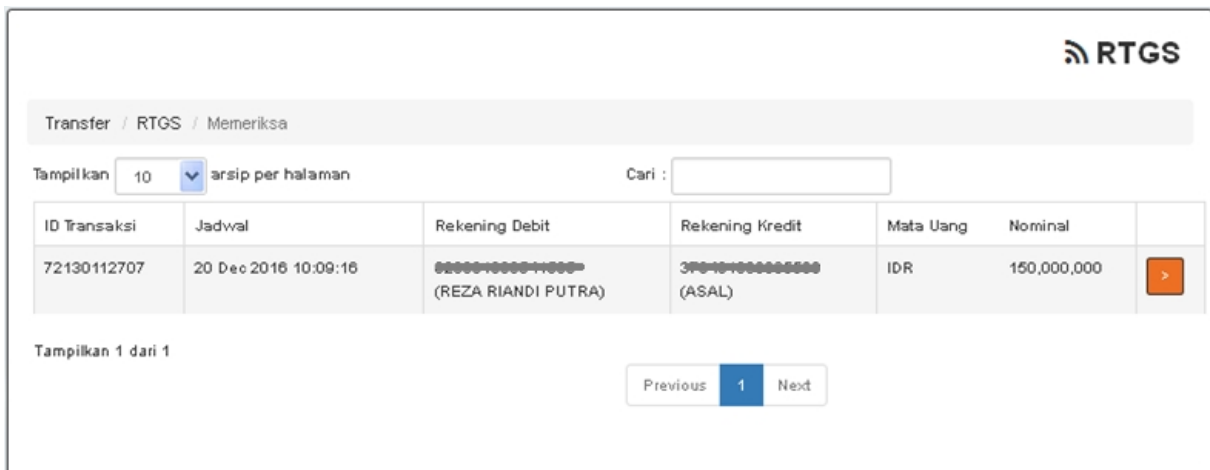 RTGS
Transfer / RTGS / Memeriksa
Tampilkan 10 arsip per halaman Cari :
ID Transaksi Jadwal Rekening Debit Rekening Kredit Mata Uang Nominal
72130112707 20 Dec 2016 10:09:16 IDR 150,000,000 >
(REZA RIANDI PUTRA) (ASAL)
Tampilkan 1 dari 1
Previous 1 Next